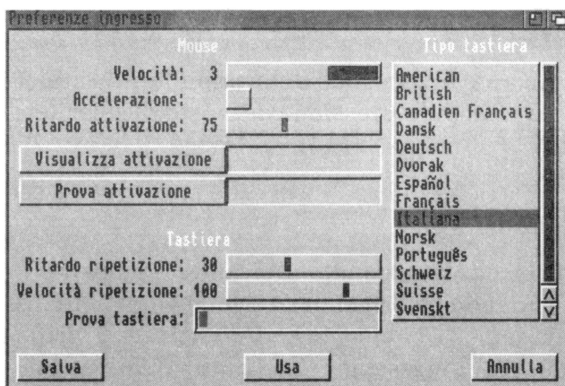 Preferenze ingresso
Mouse
Velocità: 3
Accelerazione:
Ritardo attivazione: 75
Visualizza attivazione
Prova attivazione
Tastiera
Ritardo ripetizione: 30
Velocità ripetizione: 100
Prova tastiera:
Tipo tastiera
American
British
Canadien Français
Dansk
Deutsch
Dvorak
Español
Français
Italiana
Norsk
Português
Schweiz
Suisse
Svenskt
Salva
Usa
Annulla